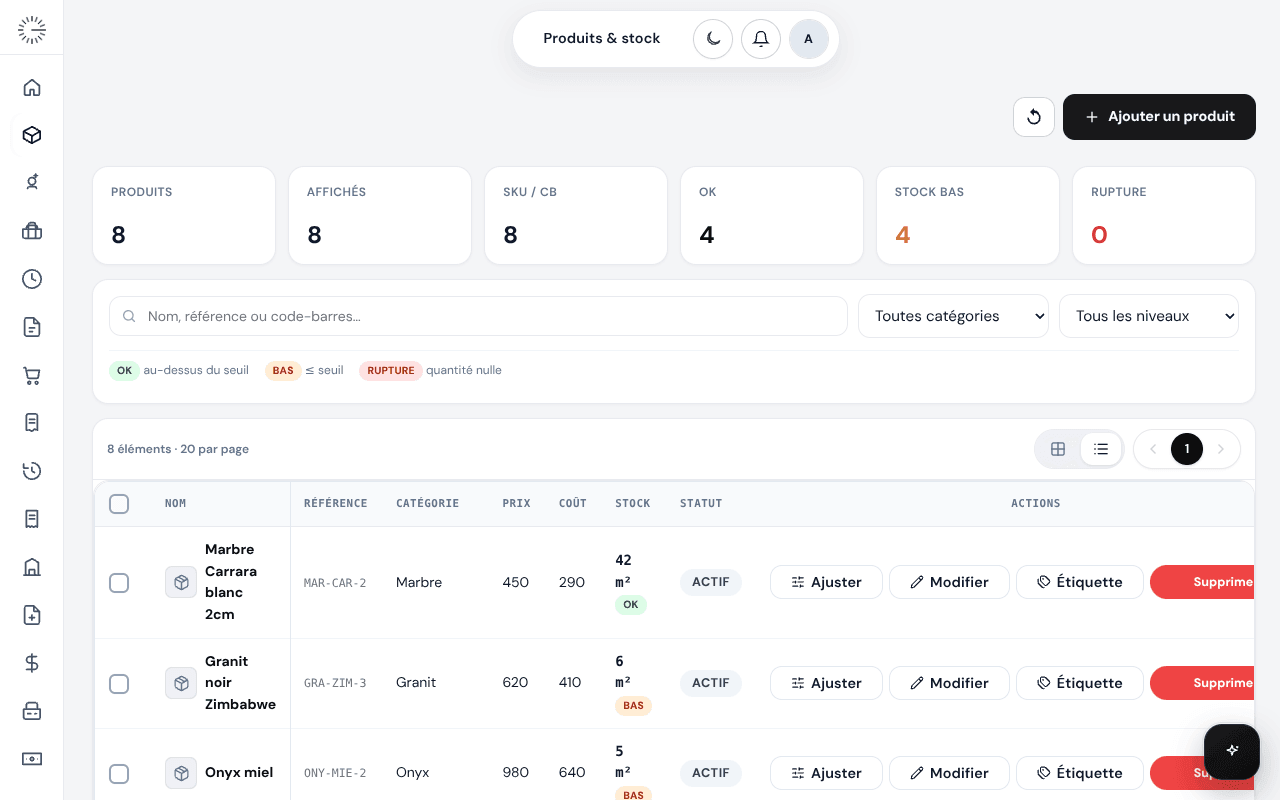 Produits & stock
A
Ajouter un produit
PRODUITS
8
AFFICHÉS
8
SKU / CB
8
OK
4
STOCK BAS
4
RUPTURE
0
Nom, référence ou code-barres...
Toutes catégories
Tous les niveaux
OK au-dessus du seuil BAS ≤ seuil RUPTURE quantité nulle
8 éléments · 20 par page
1
NOM RÉFÉRENCE CATÉGORIE PRIX COÛT STOCK STATUT ACTIONS
Marbre
Carrara
blanc
2cm
MAR-CAR-2
Marbre
450
290
42
m²
OK
ACTIF
Ajuster
Modifier
Étiquette
Supprime
Granit
noir
Zimbabwe
GRA-ZIM-3
Granit
620
410
6
m²
BAS
ACTIF
Ajuster
Modifier
Étiquette
Supprime
Onyx miel
ONY-MIE-2
Onyx
980
640
5
m²
BAS
ACTIF
Ajuster
Modifier
Étiquette